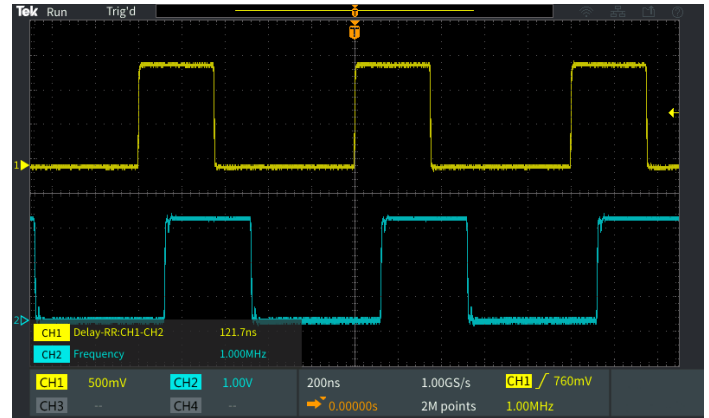 Tek Run Trig'd
T
1
2
CH1 Delay-RR:CH1-CH2 121.7ns
CH2 Frequency 1.000MHz
CH1 500mV CH2 1.00V 200ns 1.00GS/s CH1 760mV
CH3 -- CH4 -- 0.00000s 2M points 1.00MHz